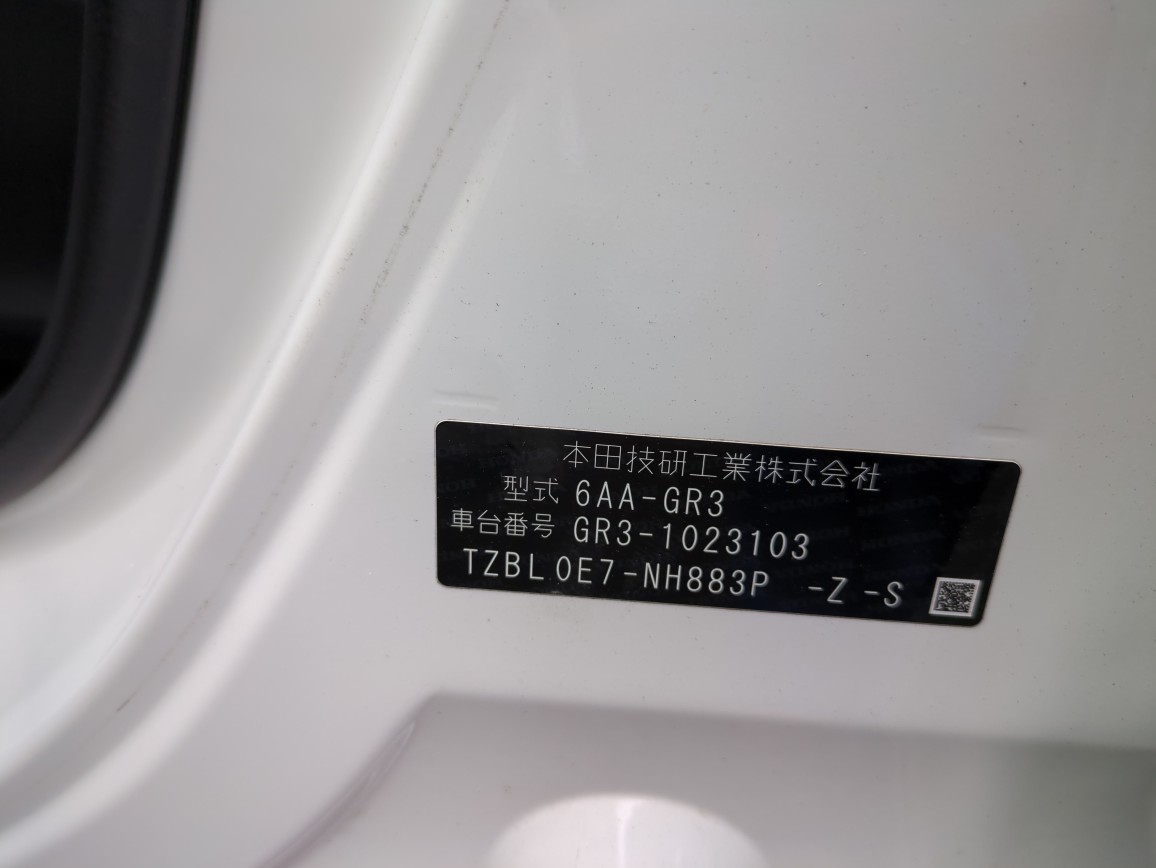 本田技研工業株式会社
型式 6AA-GR3
車台番号 GR3-1023103
TZBL0E7-NH883P -Z -S